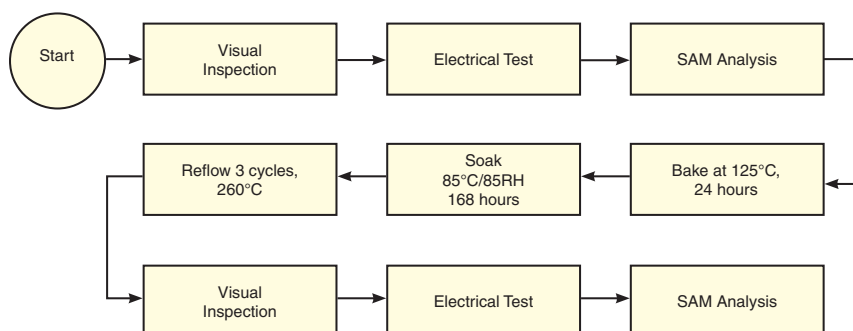 Start
Visual
Inspection
Electrical Test
SAM Analysis
Bake at 125°C,
24 hours
Soak
85°C/85RH
168 hours
Reflow 3 cycles,
260°C
Visual
Inspection
Electrical Test
SAM Analysis